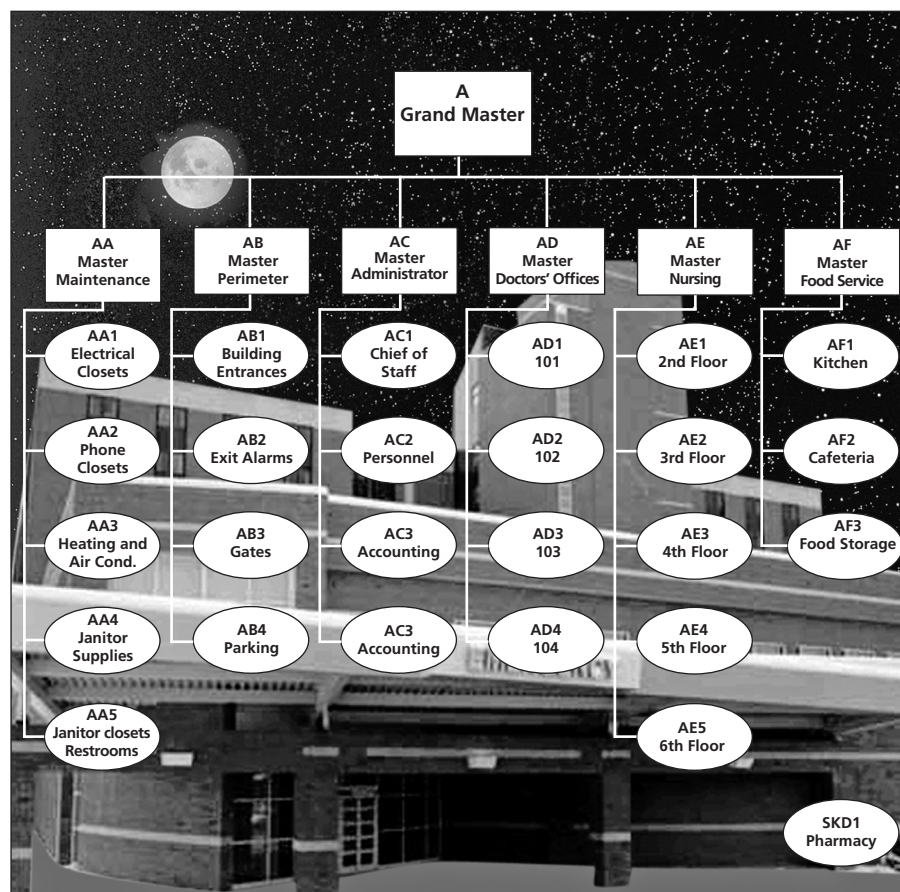 A
Grand Master
AA
Master
Maintenance
AB
Master
Perimeter
AC
Master
Administrator
AD
Master
Doctors’ Offices
AE
Master
Nursing
AF
Master
Food Service
AA1
Electrical
Closets
AA2
Phone
Closets
AA3
Heating and
Air Cond.
AA4
Janitor
Supplies
AA5
Janitor closets
Restrooms
AB1
Building
Entrances
AB2
Exit Alarms
AB3
Gates
AB4
Parking
AC1
Chief of
Staff
AC2
Personnel
AC3
Accounting
AC3
Accounting
AD1
101
AD2
102
AD3
103
AD4
104
AE1
2nd Floor
AE2
3rd Floor
AE3
4th Floor
AE4
5th Floor
AE5
6th Floor
AF1
Kitchen
AF2
Cafeteria
AF3
Food Storage
SKD1
Pharmacy